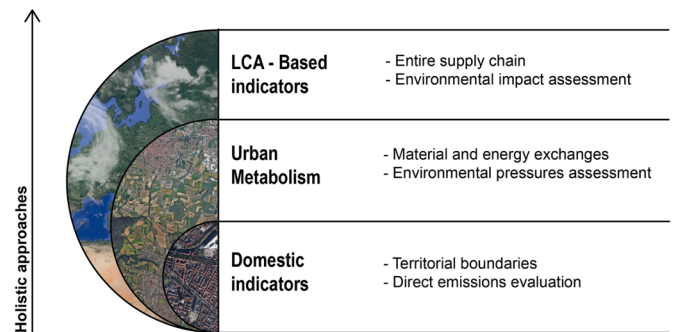 Holistic approaches
LCA - Based
indicators
- Entire supply chain
- Environmental impact assessment
Urban
Metabolism
- Material and energy exchanges
- Environmental pressures assessment
Domestic
indicators
- Territorial boundaries
- Direct emissions evaluation